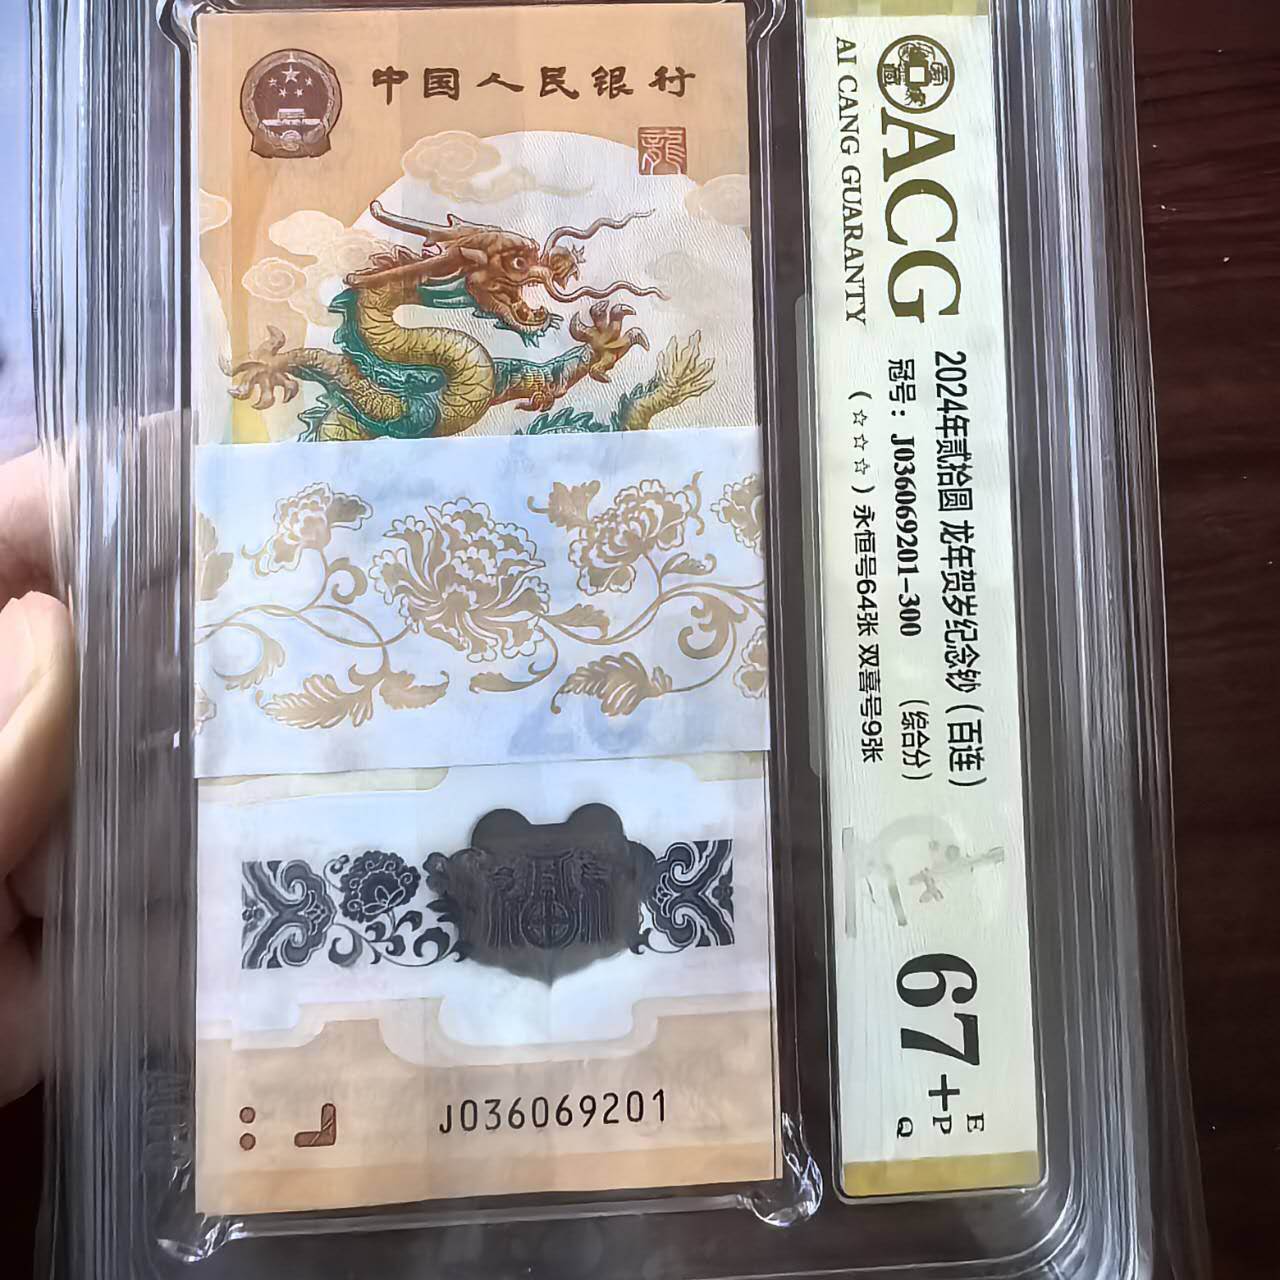 中国人民银行
龍
J036069201
ACG
AI CANG GUARANTY
2024年贰拾圆 龙年贺岁纪念钞（百连）
冠号：J036069201-300 （综合分）
（☆☆☆）永恒号64张 双喜号9张
67+
E
P
Q